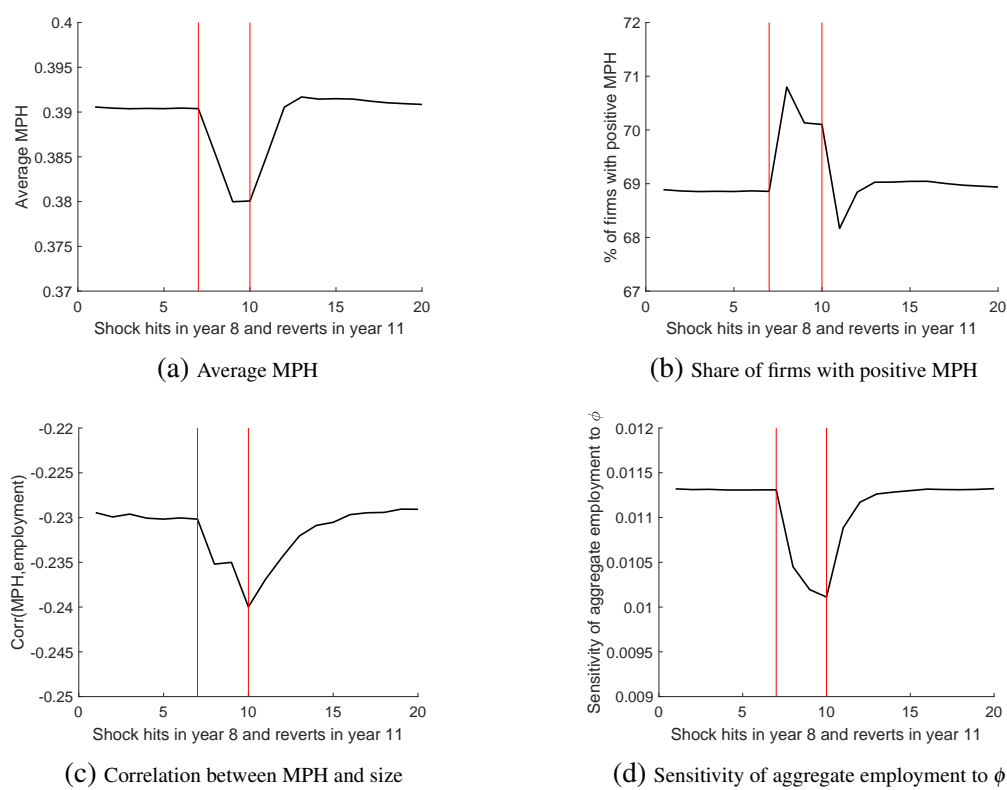 0.4
0.395
0.39
0.385
0.38
0.375
0.37
Average MPH
0 5 10 15 20
Shock hits in year 8 and reverts in year 11
(a) Average MPH
72
71
70
69
68
67
% of firms with positive MPH
0 5 10 15 20
Shock hits in year 8 and reverts in year 11
(b) Share of firms with positive MPH
-0.22
-0.225
-0.23
-0.235
-0.24
-0.245
-0.25
Corr(MPH,employment)
0 5 10 15 20
Shock hits in year 8 and reverts in year 11
(c) Correlation between MPH and size
0.012
0.0115
0.011
0.0105
0.01
0.0095
0.009
Sensitivity of aggregate employment to ϕ
0 5 10 15 20
Shock hits in year 8 and reverts in year 11
(d) Sensitivity of aggregate employment to ϕ